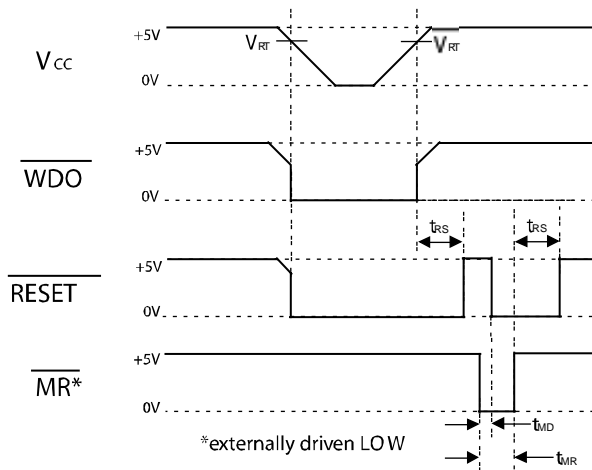 +5V
VRT
VRT
VCC
0V
+5V
WDO
0V
tRS
tRS
+5V
RESET
0V
+5V
MR*
0V
tMD
*externally driven LOW
tMR